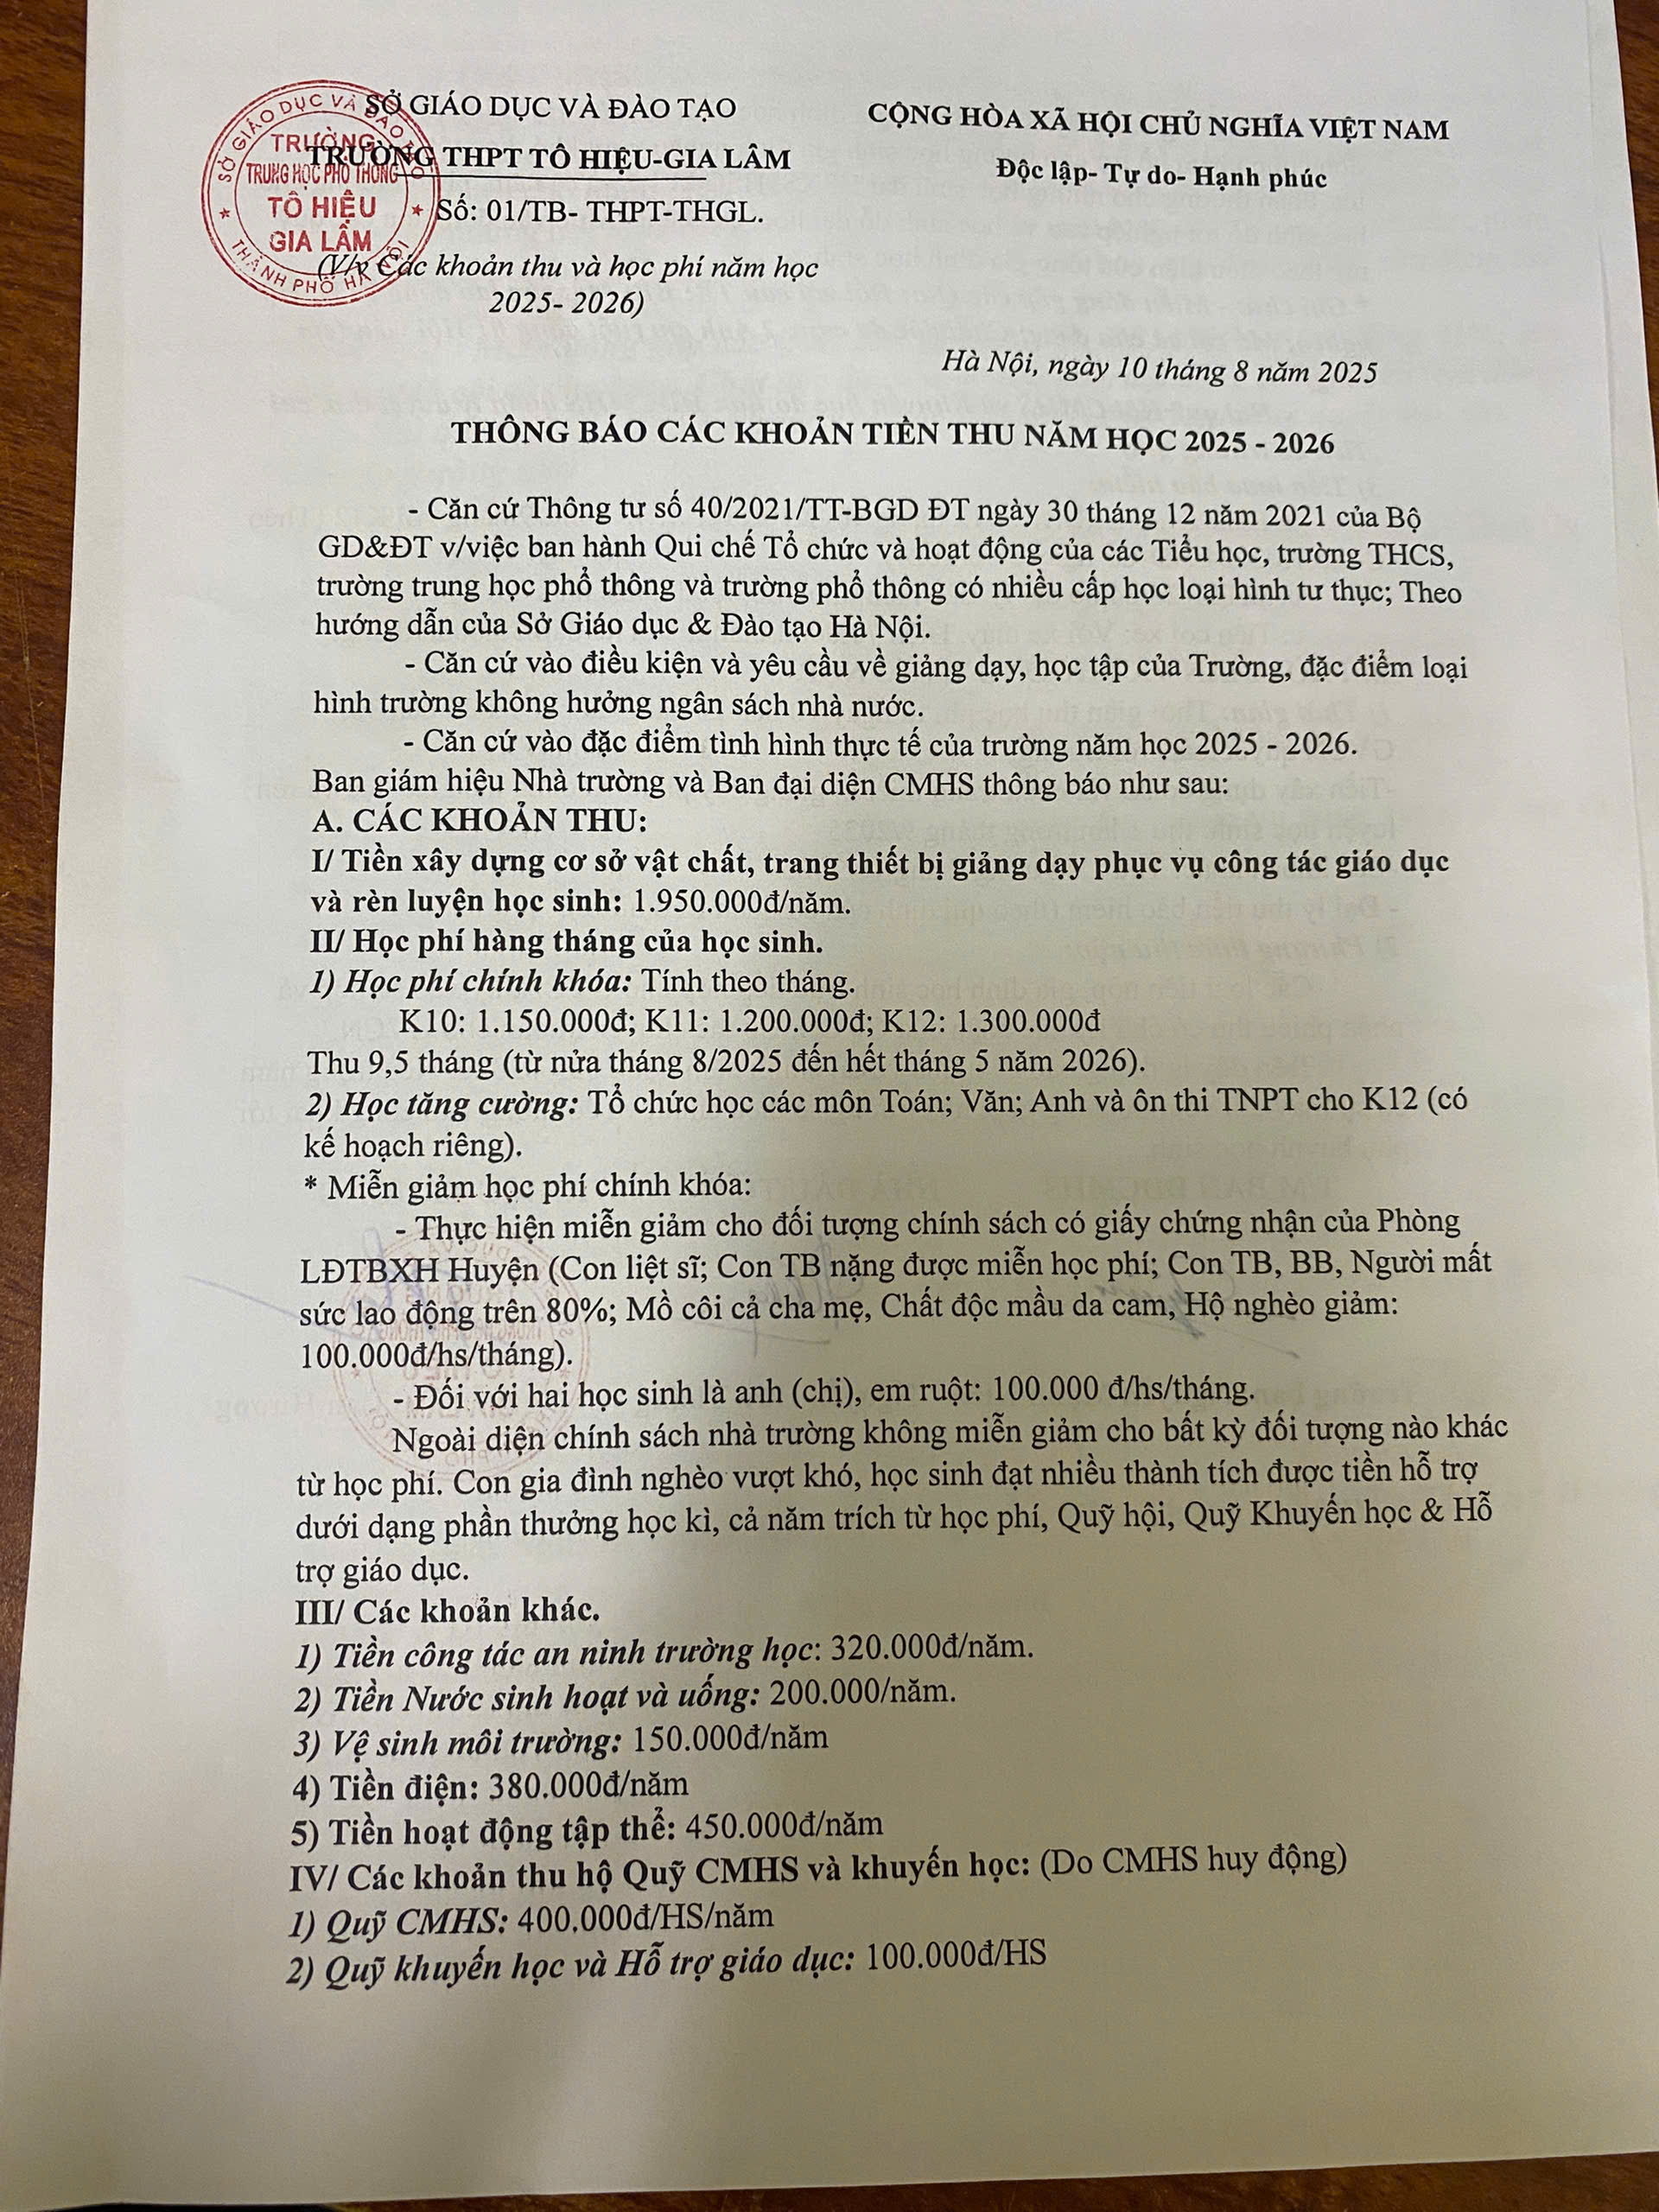 SỞ GIÁO DỤC VÀ ĐÀO TẠO
TRƯỜNG THPT TÔ HIỆU-GIA LÂM
Số: 01/TB- THPT-THGL.
(V/v Các khoản thu và học phí năm học
2025- 2026)
SỞ GIÁO DỤC VÀ ĐÀO TẠO
TRƯỜNG
TRUNG HỌC PHỔ THÔNG
TÔ HIỆU
GIA LÂM
THÀNH PHỐ HÀ NỘI
CỘNG HÒA XÃ HỘI CHỦ NGHĨA VIỆT NAM
Độc lập- Tự do- Hạnh phúc
Hà Nội, ngày 10 tháng 8 năm 2025
THÔNG BÁO CÁC KHOẢN TIỀN THU NĂM HỌC 2025 - 2026
- Căn cứ Thông tư số 40/2021/TT-BGD ĐT ngày 30 tháng 12 năm 2021 của Bộ
GD&ĐT v/việc ban hành Qui chế Tổ chức và hoạt động của các Tiểu học, trường THCS,
trường trung học phổ thông và trường phổ thông có nhiều cấp học loại hình tư thục; Theo
hướng dẫn của Sở Giáo dục & Đào tạo Hà Nội.
- Căn cứ vào điều kiện và yêu cầu về giảng dạy, học tập của Trường, đặc điểm loại
hình trường không hưởng ngân sách nhà nước.
- Căn cứ vào đặc điểm tình hình thực tế của trường năm học 2025 - 2026.
Ban giám hiệu Nhà trường và Ban đại diện CMHS thông báo như sau:
A. CÁC KHOẢN THU:
I/ Tiền xây dựng cơ sở vật chất, trang thiết bị giảng dạy phục vụ công tác giáo dục
và rèn luyện học sinh: 1.950.000đ/năm.
II/ Học phí hàng tháng của học sinh.
1) Học phí chính khóa: Tính theo tháng.
K10: 1.150.000đ; K11: 1.200.000đ; K12: 1.300.000đ
Thu 9,5 tháng (từ nửa tháng 8/2025 đến hết tháng 5 năm 2026).
2) Học tăng cường: Tổ chức học các môn Toán; Văn; Anh và ôn thi TNPT cho K12 (có
kế hoạch riêng).
* Miễn giảm học phí chính khóa:
- Thực hiện miễn giảm cho đối tượng chính sách có giấy chứng nhận của Phòng
LĐTBXH Huyện (Con liệt sĩ; Con TB nặng được miễn học phí; Con TB, BB, Người mất
sức lao động trên 80%; Mồ côi cả cha mẹ, Chất độc mầu da cam, Hộ nghèo giảm:
100.000đ/hs/tháng).
- Đối với hai học sinh là anh (chị), em ruột: 100.000 đ/hs/tháng.
Ngoài diện chính sách nhà trường không miễn giảm cho bất kỳ đối tượng nào khác
từ học phí. Con gia đình nghèo vượt khó, học sinh đạt nhiều thành tích được tiền hỗ trợ
dưới dạng phần thưởng học kì, cả năm trích từ học phí, Quỹ hội, Quỹ Khuyến học & Hỗ
trợ giáo dục.
III/ Các khoản khác.
1) Tiền công tác an ninh trường học: 320.000đ/năm.
2) Tiền Nước sinh hoạt và uống: 200.000/năm.
3) Vệ sinh môi trường: 150.000đ/năm
4) Tiền điện: 380.000đ/năm
5) Tiền hoạt động tập thể: 450.000đ/năm
IV/ Các khoản thu hộ Quỹ CMHS và khuyến học: (Do CMHS huy động)
1) Quỹ CMHS: 400.000đ/HS/năm
2) Quỹ khuyến học và Hỗ trợ giáo dục: 100.000đ/HS